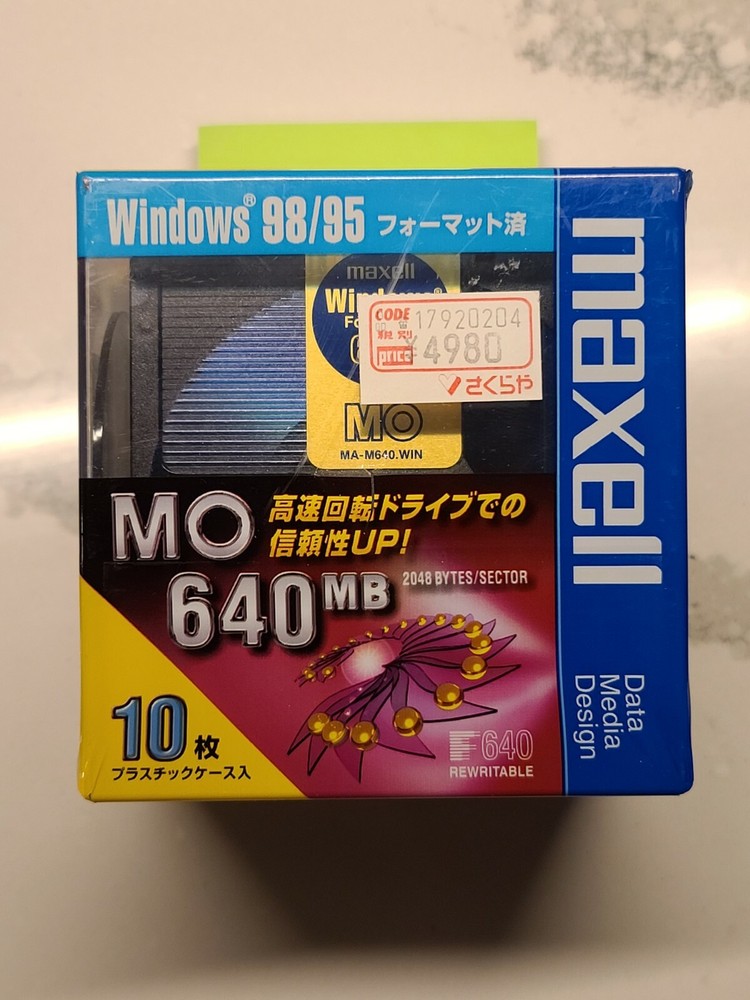 Windows® 98/95 フォーマット済
maxell
Data
Media
Design
maxell
CODE 17920204
税別
price ¥4980
さくらや
MO
MA-M640.WIN
MO
高速回転ドライブでの
信頼性UP!
640MB
2048 BYTES/SECTOR
10枚
プラスチックケース入
640
REWRITABLE